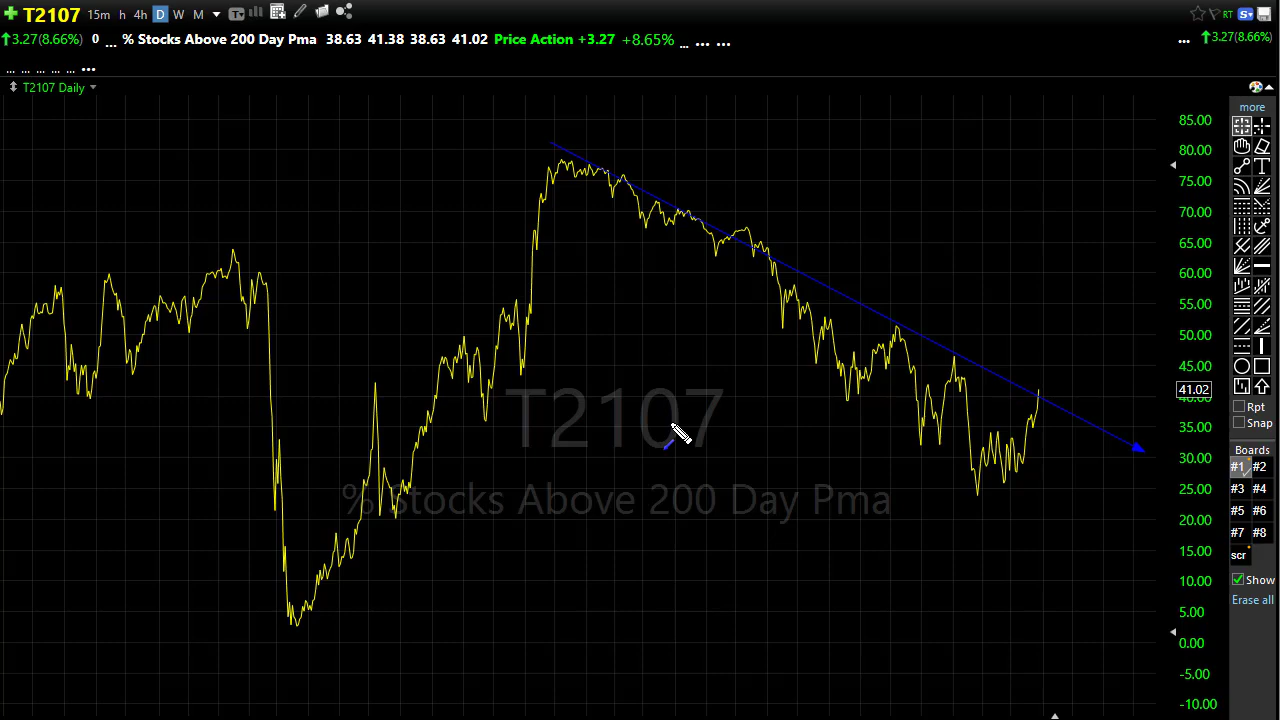 T2107 15m h 4h D W M RT S
3.27(8.66%) 0 ... % Stocks Above 200 Day Pma 38.63 41.38 38.63 41.02 Price Action +3.27 +8.65% ... ... ... ... 3.27(8.66%)
... ... ... ... ... ...
T2107 Daily
more
85.00
80.00
75.00
70.00
65.00
60.00
55.00
50.00
45.00
41.02
40.00
35.00
30.00
25.00
20.00
15.00
10.00
5.00
0.00
-5.00
-10.00
T2107
% Stocks Above 200 Day Pma
Rpt
Snap
Boards
#1 #2
#3 #4
#5 #6
#7 #8
scr
Show
Erase all